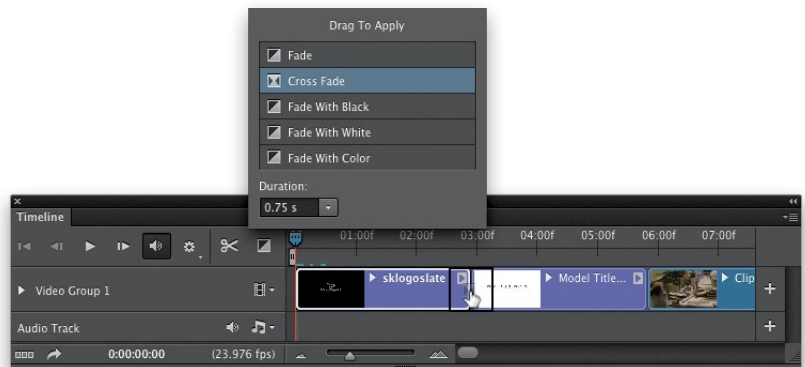 Drag To Apply
Fade
Cross Fade
Fade With Black
Fade With White
Fade With Color
Duration:
0.75 s
Timeline
01:00f 02:00f 03:00f 04:00f 05:00f 06:00f 07:00f
Video Group 1
sklogoslate
Model Title...
Clip
Audio Track
0:00:00:00 (23.976 fps)